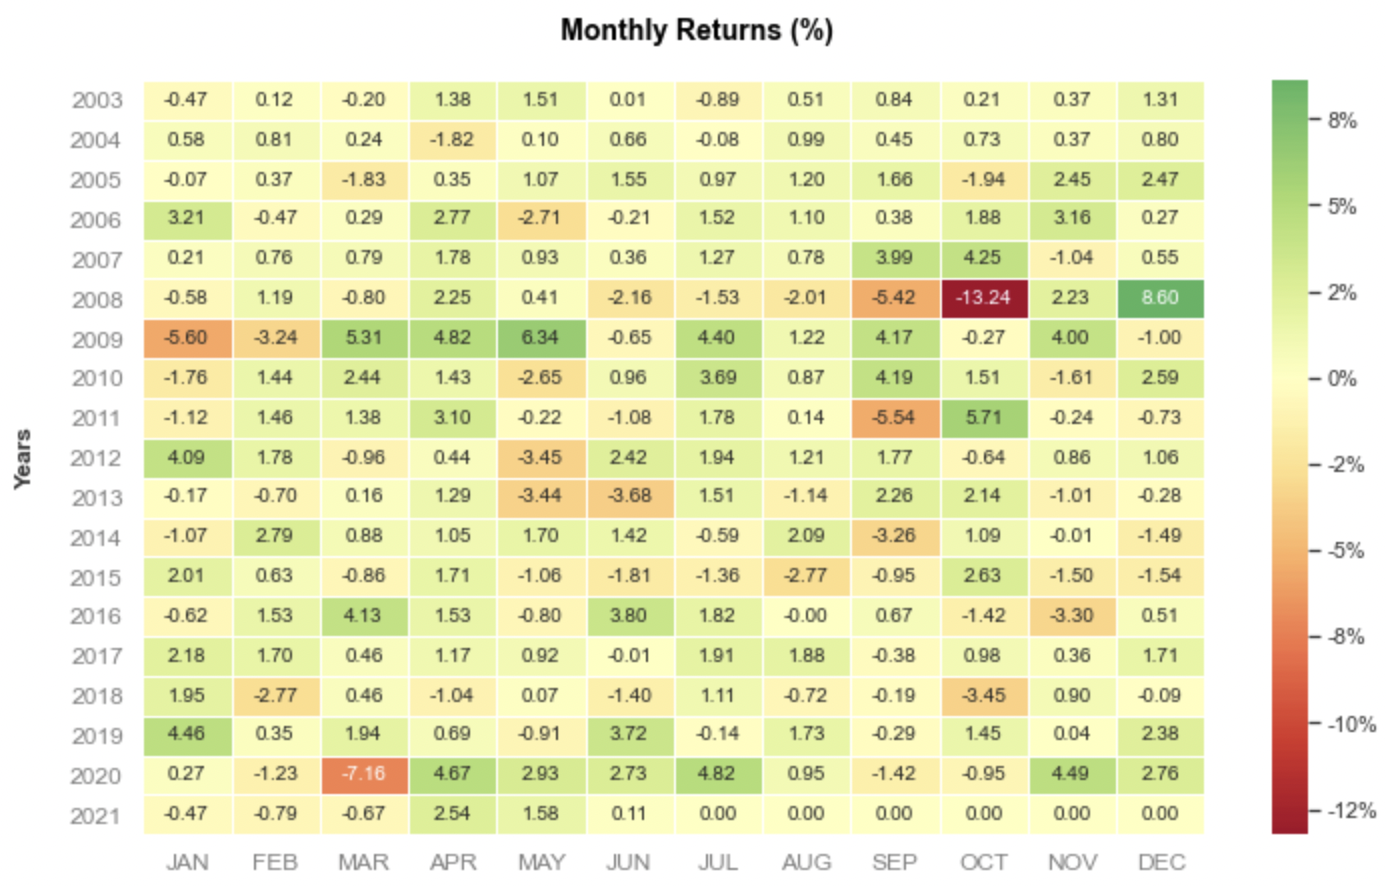 Monthly Returns (%)
2003 -0.47 0.12 -0.20 1.38 1.51 0.01 -0.89 0.51 0.84 0.21 0.37 1.31
2004 0.58 0.81 0.24 -1.82 0.10 0.66 -0.08 0.99 0.45 0.73 0.37 0.80
2005 -0.07 0.37 -1.83 0.35 1.07 1.55 0.97 1.20 1.66 -1.94 2.45 2.47
2006 3.21 -0.47 0.29 2.77 -2.71 -0.21 1.52 1.10 0.38 1.88 3.16 0.27
2007 0.21 0.76 0.79 1.78 0.93 0.36 1.27 0.78 3.99 4.25 -1.04 0.55
2008 -0.58 1.19 -0.80 2.25 0.41 -2.16 -1.53 -2.01 -5.42 -13.24 2.23 8.60
2009 -5.60 -3.24 5.31 4.82 6.34 -0.65 4.40 1.22 4.17 -0.27 4.00 -1.00
2010 -1.76 1.44 2.44 1.43 -2.65 0.96 3.69 0.87 4.19 1.51 -1.61 2.59
2011 -1.12 1.46 1.38 3.10 -0.22 -1.08 1.78 0.14 -5.54 5.71 -0.24 -0.73
2012 4.09 1.78 -0.96 0.44 -3.45 2.42 1.94 1.21 1.77 -0.64 0.86 1.06
2013 -0.17 -0.70 0.16 1.29 -3.44 -3.68 1.51 -1.14 2.26 2.14 -1.01 -0.28
2014 -1.07 2.79 0.88 1.05 1.70 1.42 -0.59 2.09 -3.26 1.09 -0.01 -1.49
2015 2.01 0.63 -0.86 1.71 -1.06 -1.81 -1.36 -2.77 -0.95 2.63 -1.50 -1.54
2016 -0.62 1.53 4.13 1.53 -0.80 3.80 1.82 -0.00 0.67 -1.42 -3.30 0.51
2017 2.18 1.70 0.46 1.17 0.92 -0.01 1.91 1.88 -0.38 0.98 0.36 1.71
2018 1.95 -2.77 0.46 -1.04 0.07 -1.40 1.11 -0.72 -0.19 -3.45 0.90 -0.09
2019 4.46 0.35 1.94 0.69 -0.91 3.72 -0.14 1.73 -0.29 1.45 0.04 2.38
2020 0.27 -1.23 -7.16 4.67 2.93 2.73 4.82 0.95 -1.42 -0.95 4.49 2.76
2021 -0.47 -0.79 -0.67 2.54 1.58 0.11 0.00 0.00 0.00 0.00 0.00 0.00
JAN FEB MAR APR MAY JUN JUL AUG SEP OCT NOV DEC
Years
8%
5%
2%
0%
-2%
-5%
-8%
-10%
-12%